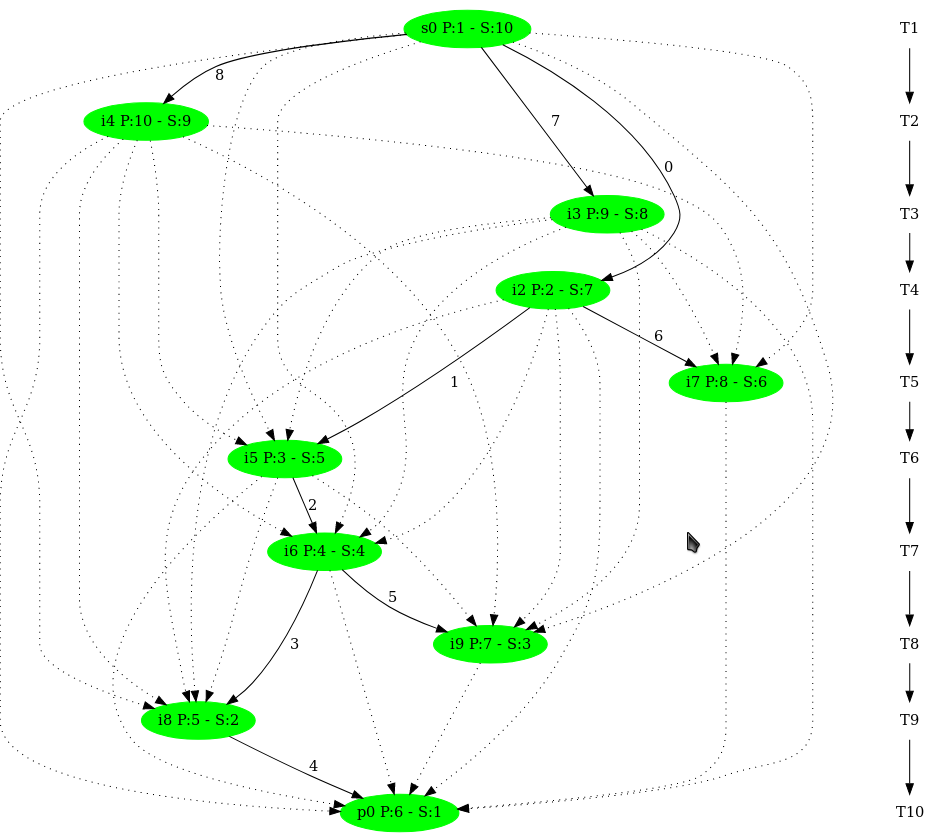 s0 P:1 - S:10
T1
8
i4 P:10 - S:9
7
T2
0
i3 P:9 - S:8
T3
i2 P:2 - S:7
T4
6
1
i7 P:8 - S:6
T5
i5 P:3 - S:5
T6
2
i6 P:4 - S:4
T7
5
3
i9 P:7 - S:3
T8
i8 P:5 - S:2
T9
4
p0 P:6 - S:1
T10